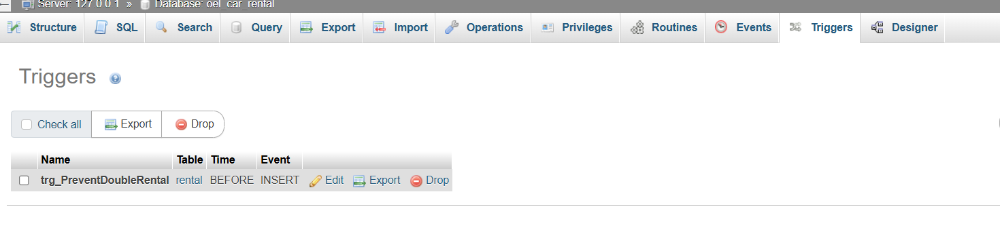 Server: 127.0.0.1 » Database: oel_car_rental
Structure SQL Search Query Export Import Operations Privileges Routines Events Triggers Designer
Triggers
Check all Export Drop
Name Table Time Event
trg_PreventDoubleRental rental BEFORE INSERT Edit Export Drop